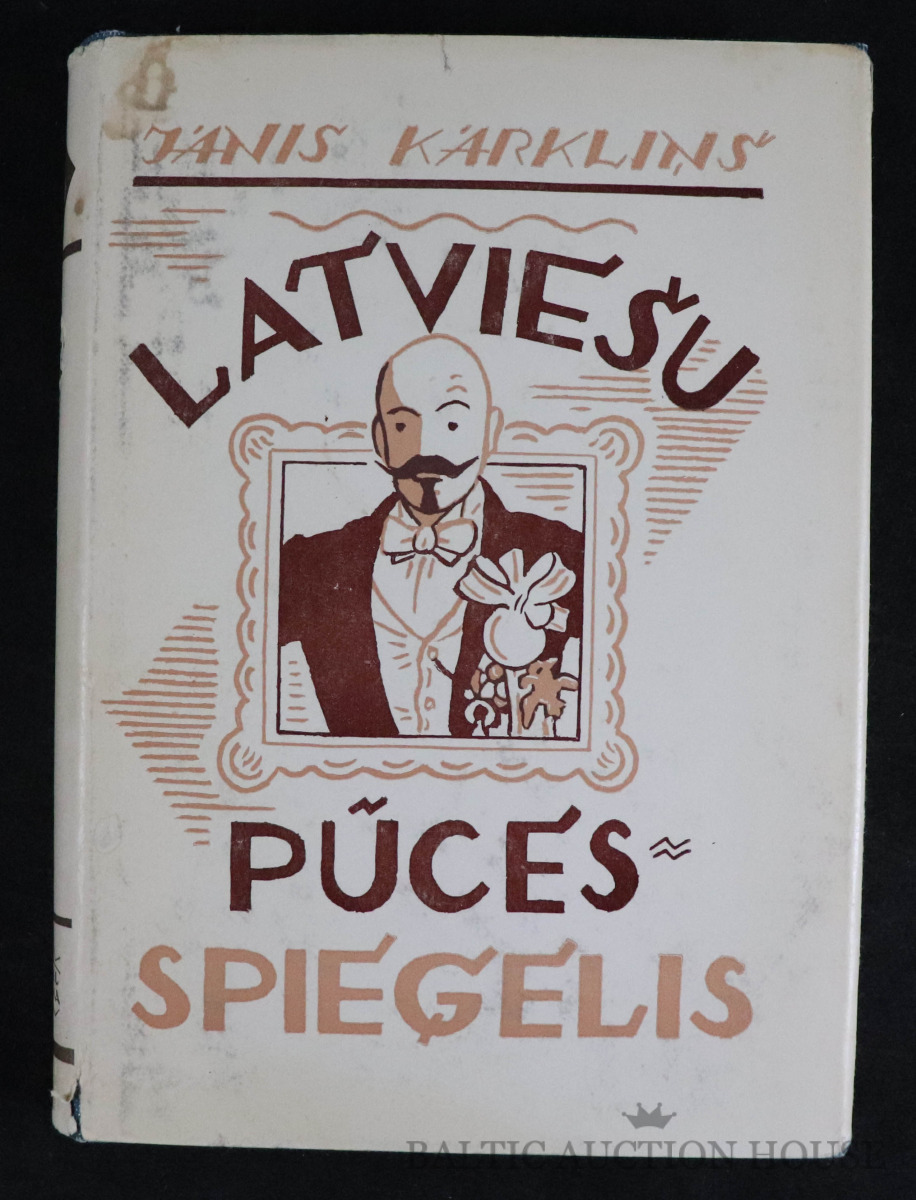 JĀNIS KĀRKLIŅŠ
LATVIEŠU
PŪCES≈
SPIEĢELIS
BALTIC AUCTION HOUSE